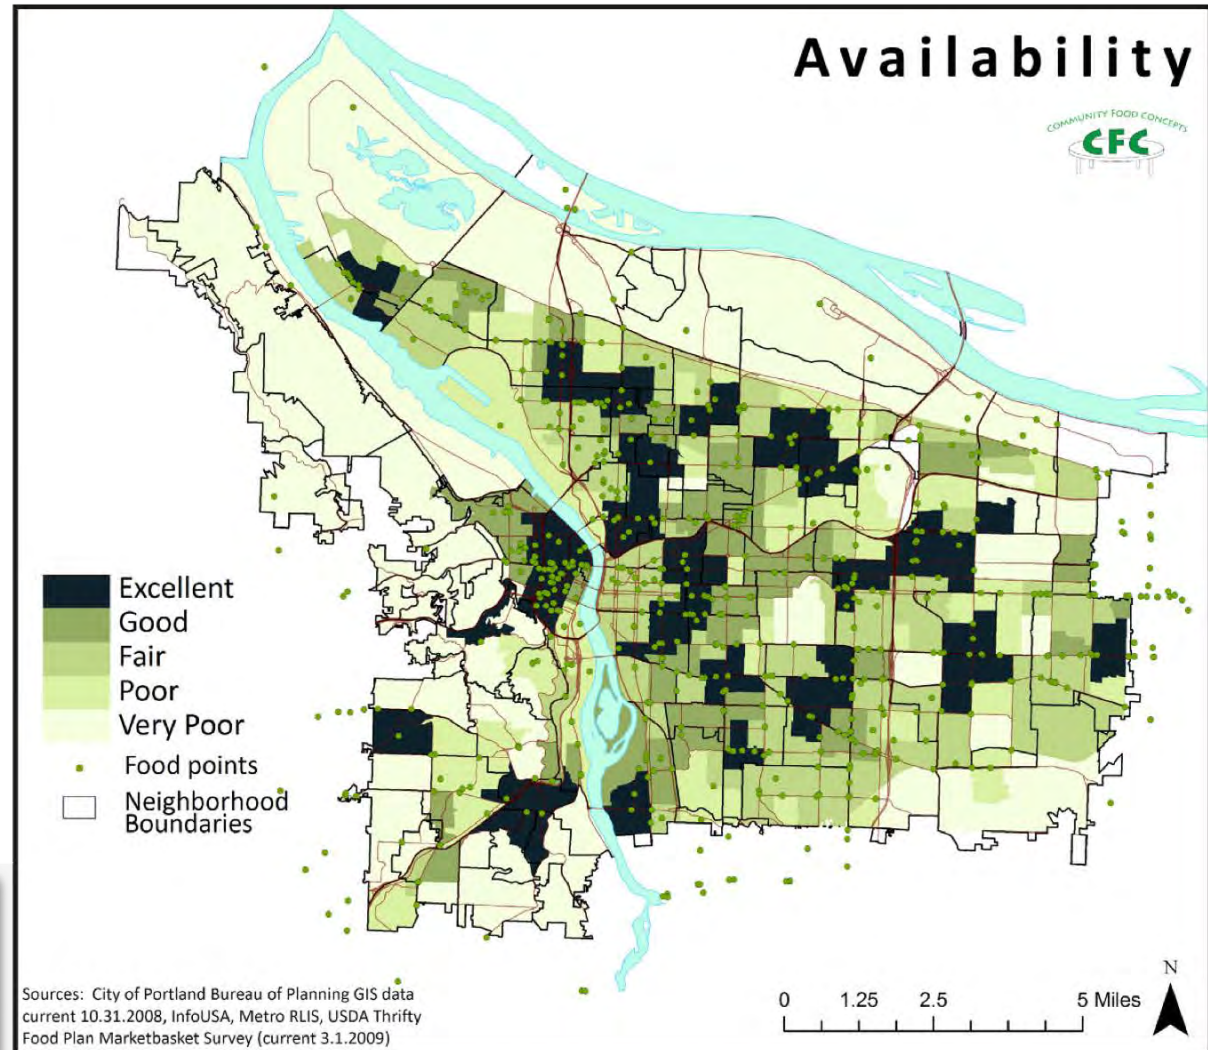 Availability
COMMUNITY FOOD CONCEPTS
CFC
Excellent
Good
Fair
Poor
Very Poor
Food points
Neighborhood
Boundaries
Sources: City of Portland Bureau of Planning GIS data
current 10.31.2008, InfoUSA, Metro RLIS, USDA Thrifty
Food Plan Marketbasket Survey (current 3.1.2009)
0 1.25 2.5 5 Miles
N